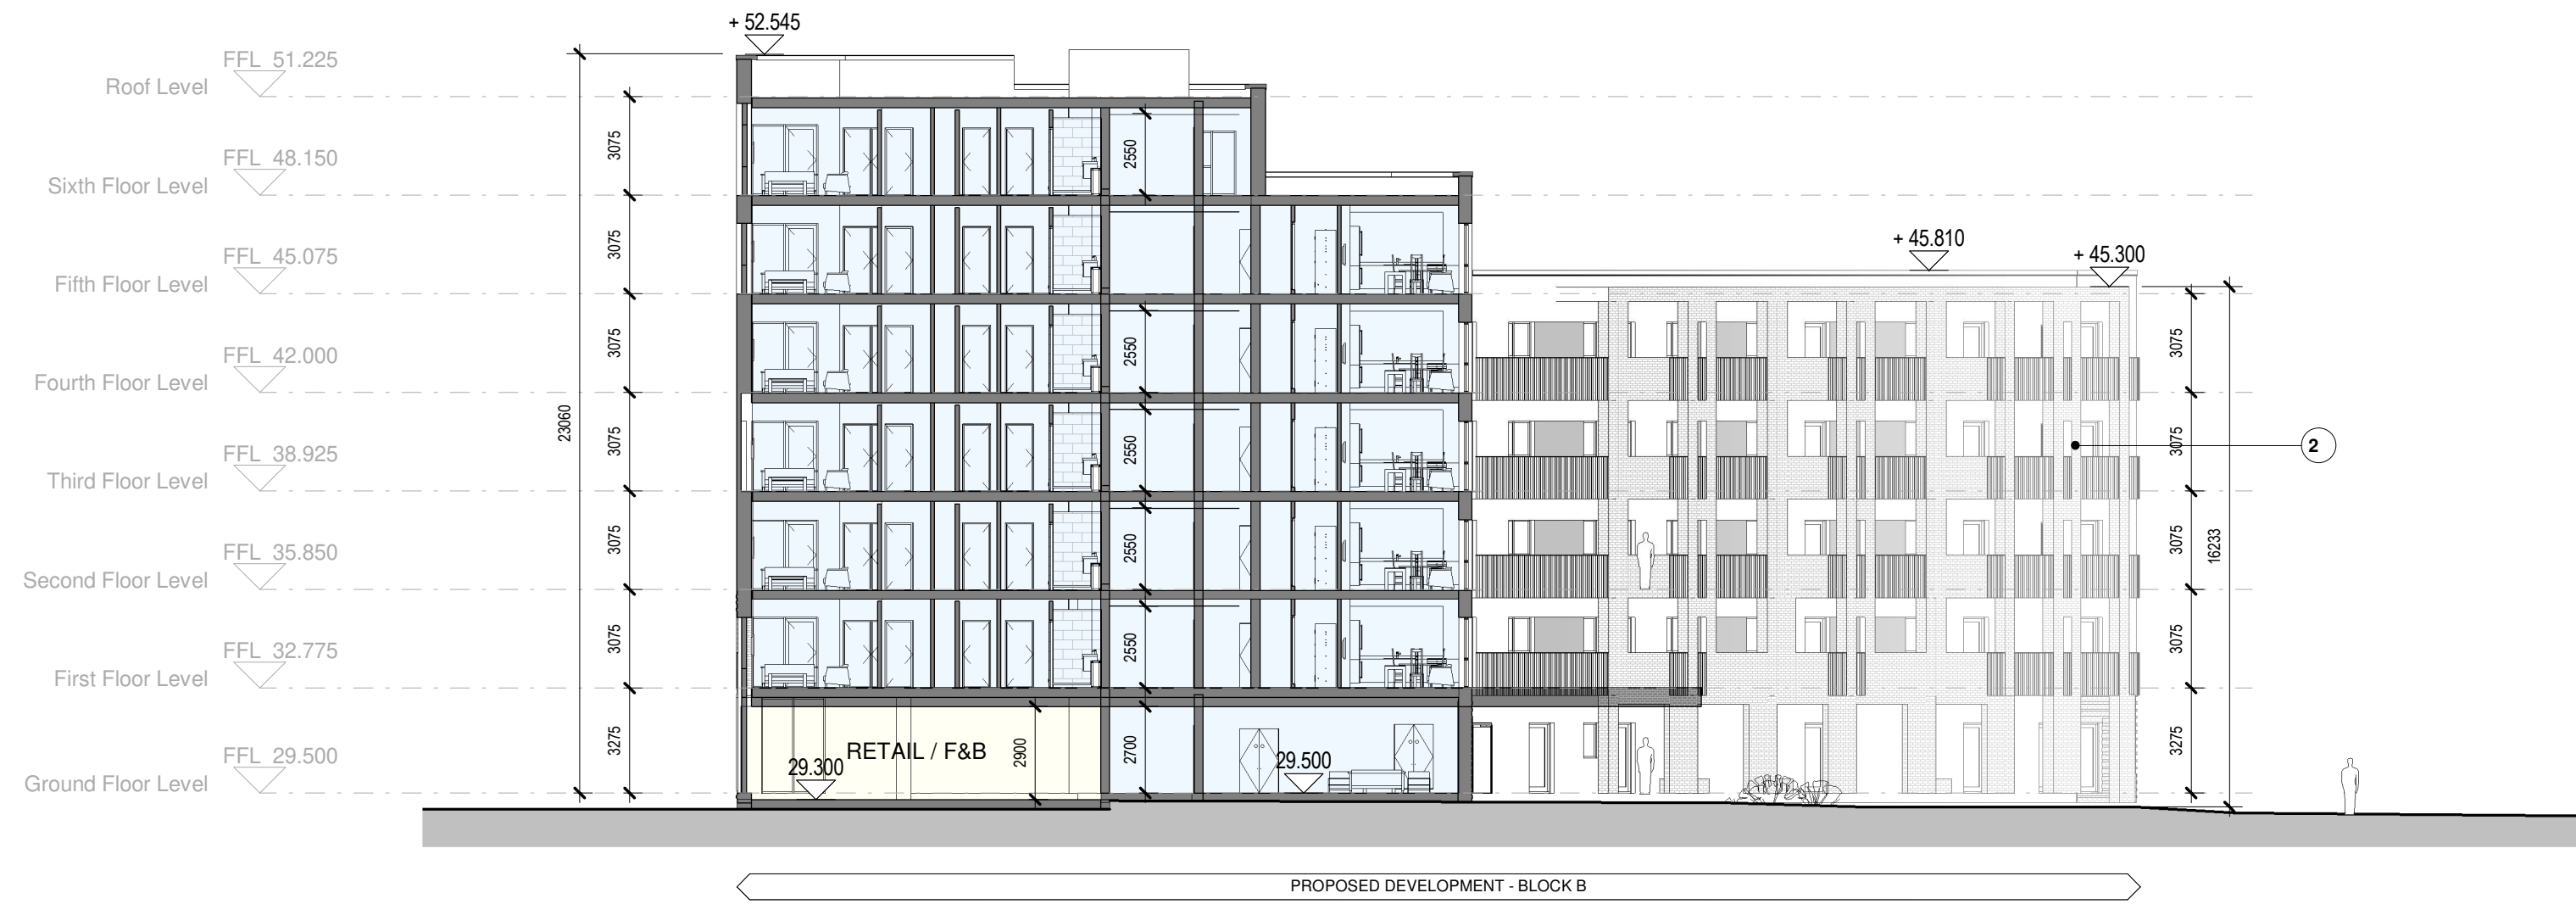 + 52.545
FFL 51.225
Roof Level
3075
2550
FFL 48.150
Sixth Floor Level
3075
+ 45.810
+ 45.300
FFL 45.075
Fifth Floor Level
3075
2550
3075
FFL 42.000
Fourth Floor Level
23060
3075
2550
3075
2
FFL 38.925
Third Floor Level
3075
2550
3075
16233
FFL 35.850
Second Floor Level
3075
2550
3075
FFL 32.775
First Floor Level
3275
RETAIL / F&B
2900
2700
3275
29.300
29.500
FFL 29.500
Ground Floor Level
PROPOSED DEVELOPMENT - BLOCK B